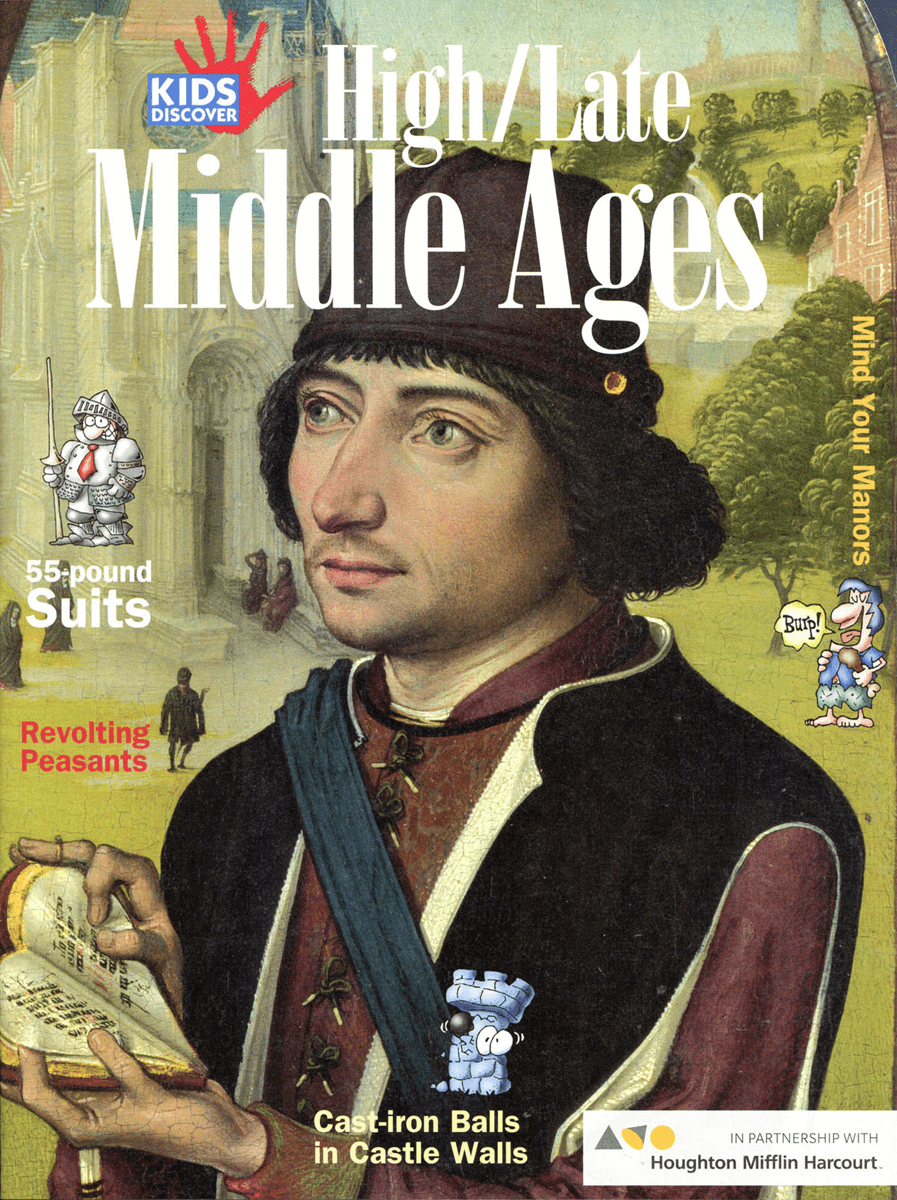 KIDS
DISCOVER
High/Late
Middle Ages
Mind Your Manors
55-pound
Suits
Burp!
Revolting
Peasants
Cast-iron Balls
in Castle Walls
IN PARTNERSHIP WITH
Houghton Mifflin Harcourt™